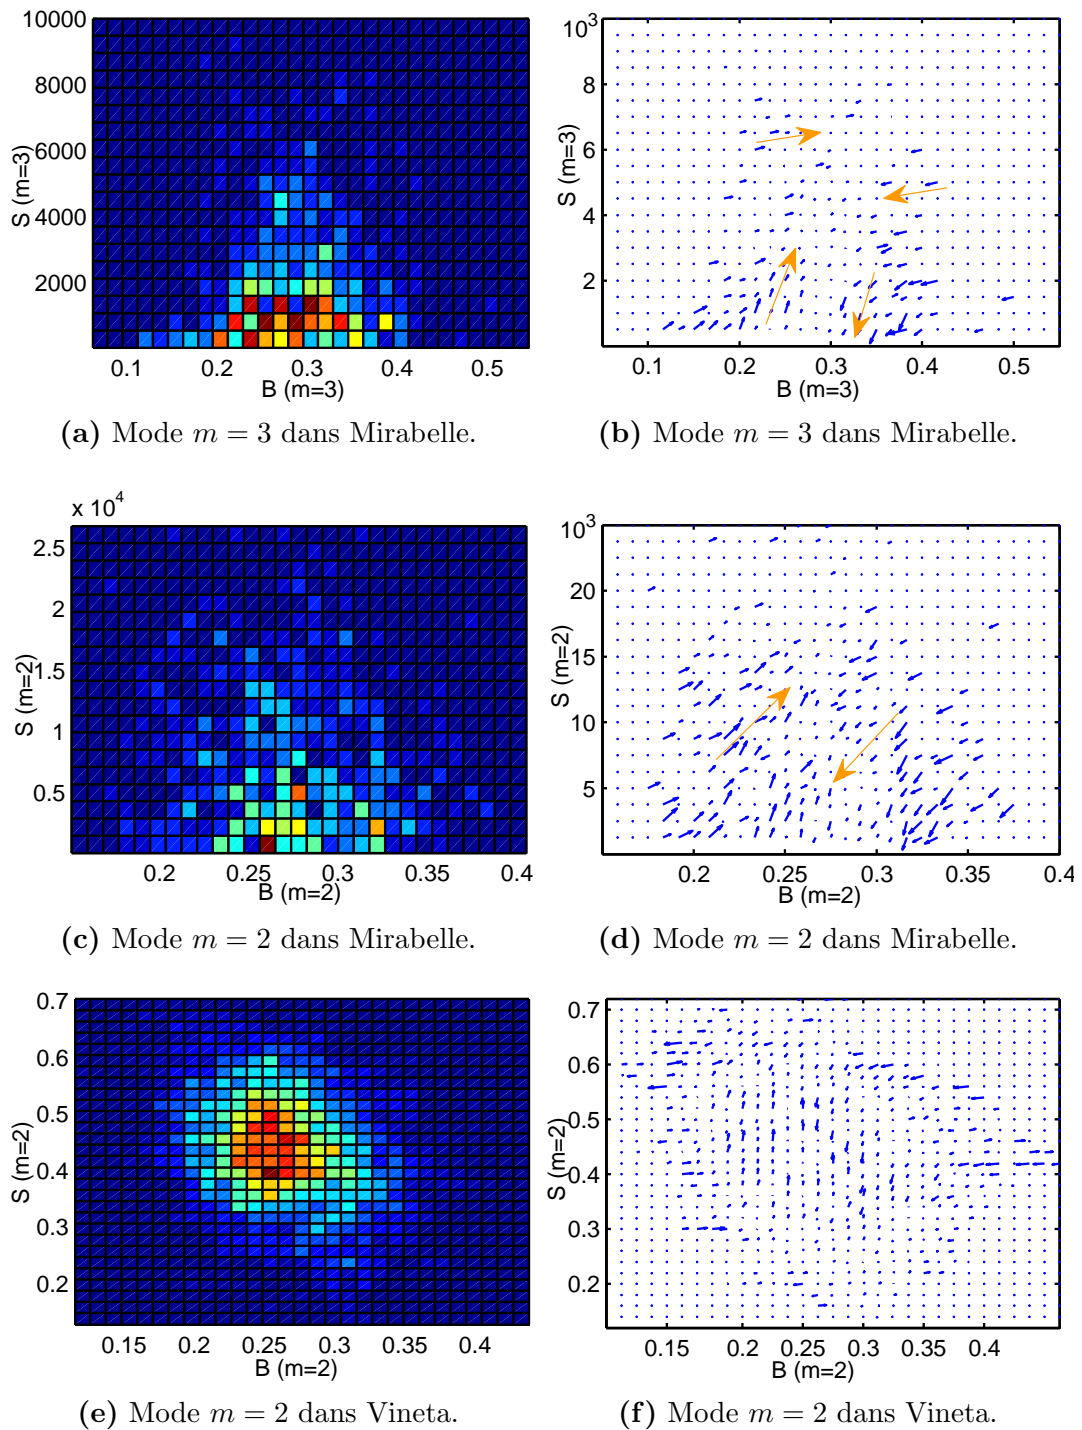 10000
8000
6000
4000
2000
S (m=3)
0.1 0.2 0.3 0.4 0.5
B (m=3)
10³
8
6
4
2
S (m=3)
0.1 0.2 0.3 0.4 0.5
B (m=3)
(a) Mode m = 3 dans Mirabelle.
(b) Mode m = 3 dans Mirabelle.
x 10⁴
2.5
2
1.5
1
0.5
S (m=2)
0.2 0.25 0.3 0.35 0.4
B (m=2)
10³
20
15
10
5
S (m=2)
0.2 0.25 0.3 0.35 0.4
B (m=2)
(c) Mode m = 2 dans Mirabelle.
(d) Mode m = 2 dans Mirabelle.
0.7
0.6
0.5
0.4
0.3
0.2
S (m=2)
0.15 0.2 0.25 0.3 0.35 0.4
B (m=2)
0.7
0.6
0.5
0.4
0.3
0.2
S (m=2)
0.15 0.2 0.25 0.3 0.35 0.4
B (m=2)
(e) Mode m = 2 dans Vineta.
(f) Mode m = 2 dans Vineta.